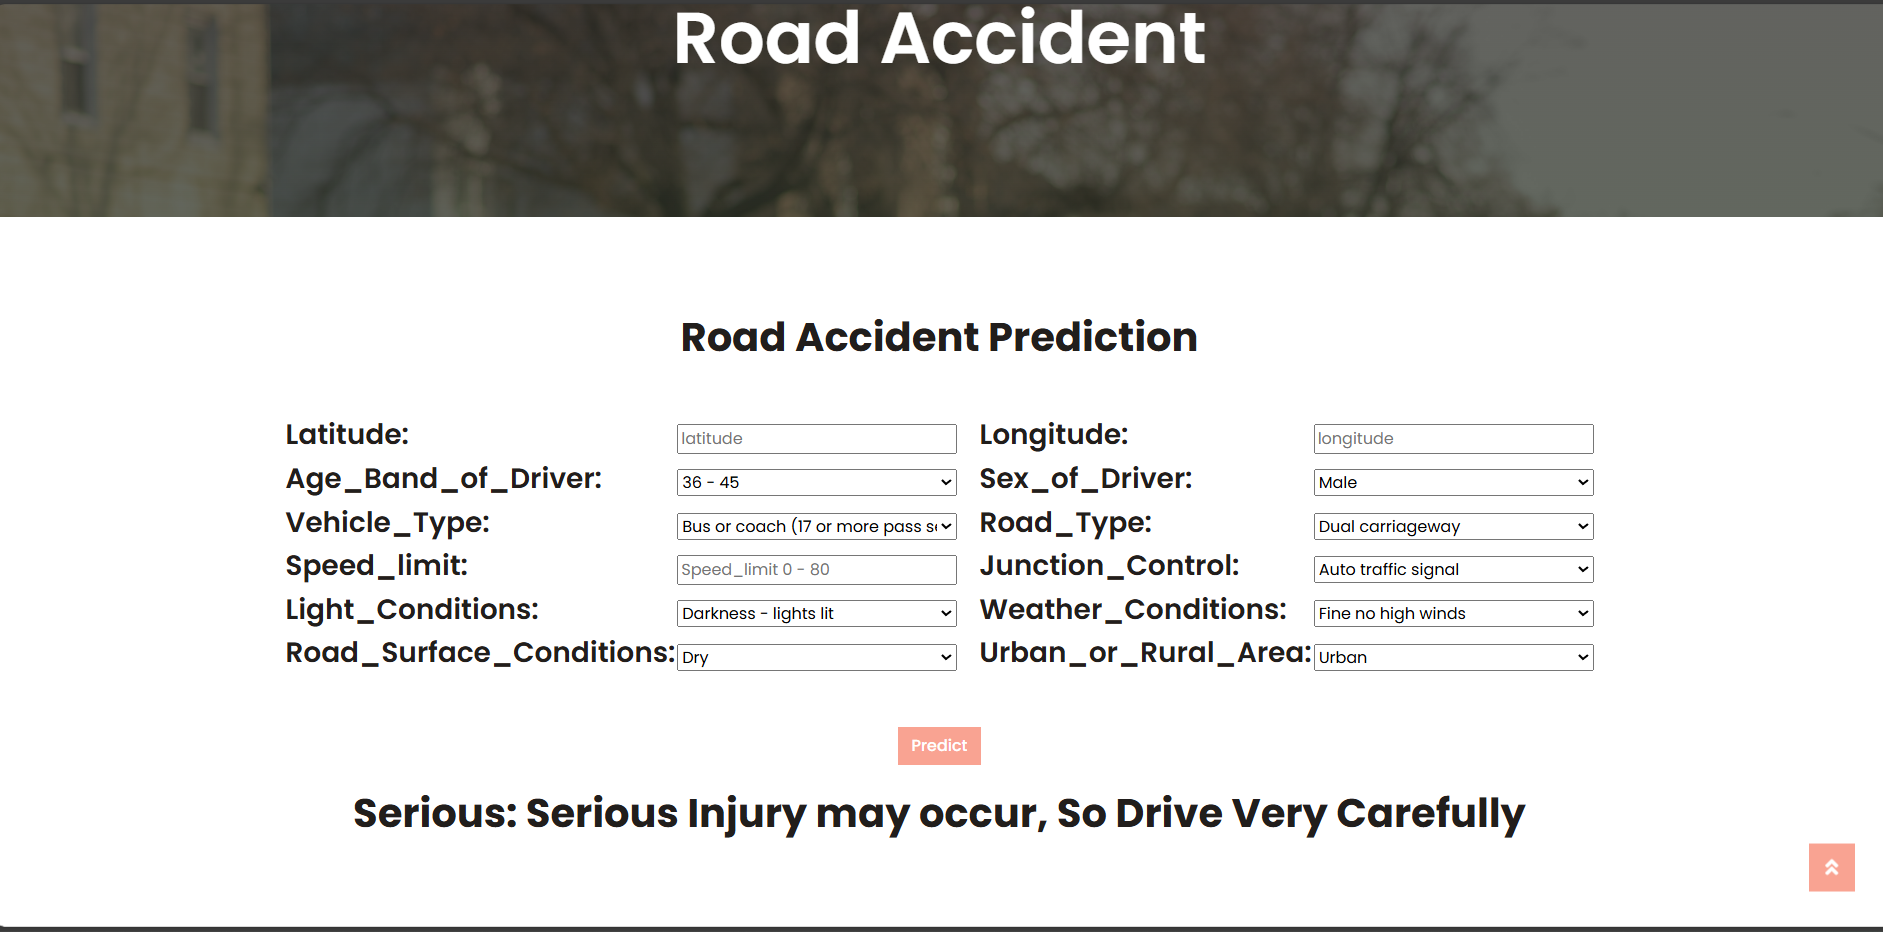 Road Accident
Road Accident Prediction
Latitude: latitude Longitude: longitude
Age_Band_of_Driver: 36 - 45 Sex_of_Driver: Male
Vehicle_Type: Bus or coach (17 or more pass Road_Type: Dual carriageway
Speed_limit: Speed_limit 0 - 80 Junction_Control: Auto traffic signal
Light_Conditions: Darkness - lights lit Weather_Conditions: Fine no high winds
Road_Surface_Conditions: Dry Urban_or_Rural_Area: Urban
Predict
Serious: Serious Injury may occur, So Drive Very Carefully